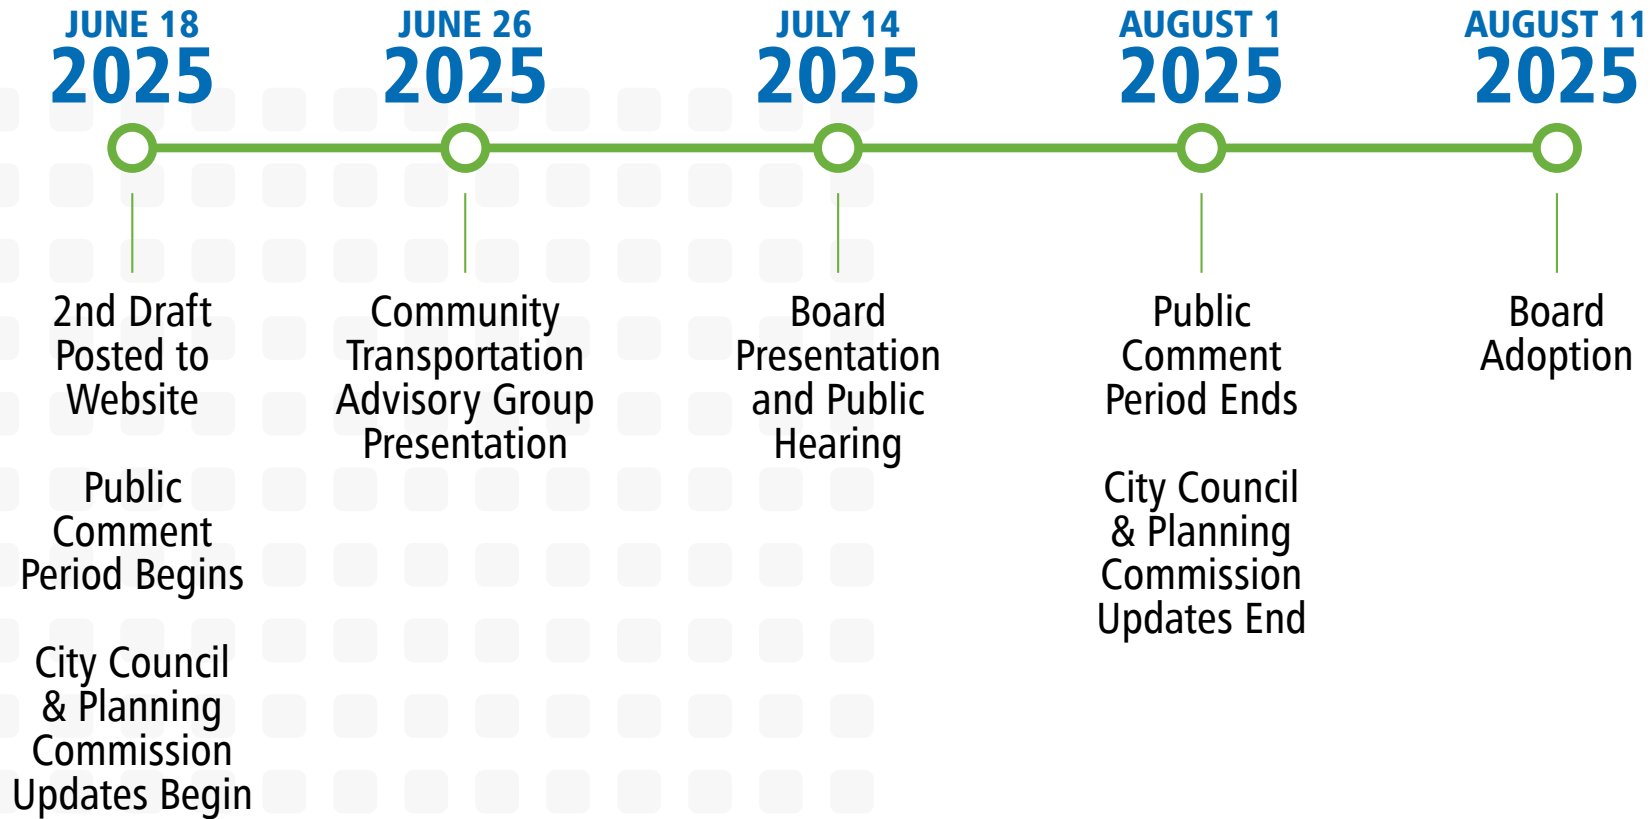 JUNE 18
2025
2nd Draft
Posted to
Website
Public
Comment
Period Begins
City Council
& Planning
Commission
Updates Begin
JUNE 26
2025
Community
Transportation
Advisory Group
Presentation
JULY 14
2025
Board
Presentation
and Public
Hearing
AUGUST 1
2025
Public
Comment
Period Ends
City Council
& Planning
Commission
Updates End
AUGUST 11
2025
Board
Adoption